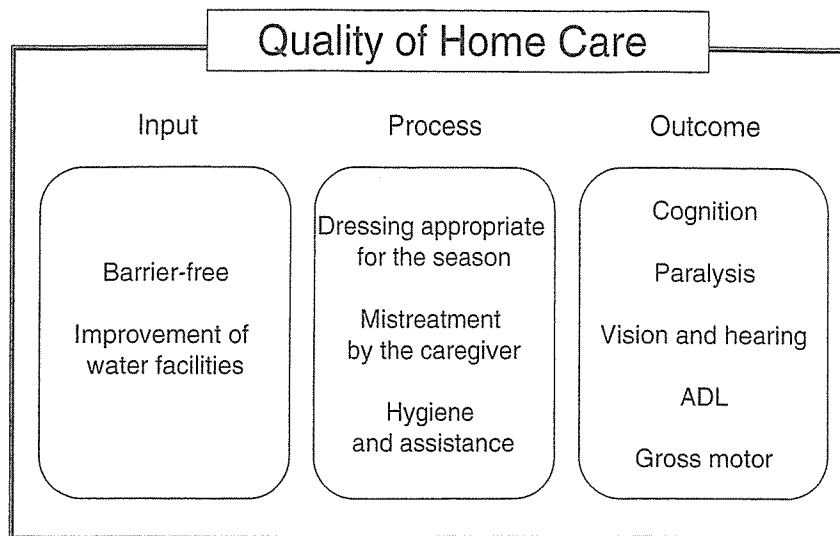 Quality of Home Care
Input
Barrier-free
Improvement of
water facilities
Process
Dressing appropriate
for the season
Mistreatment
by the caregiver
Hygiene
and assistance
Outcome
Cognition
Paralysis
Vision and hearing
ADL
Gross motor